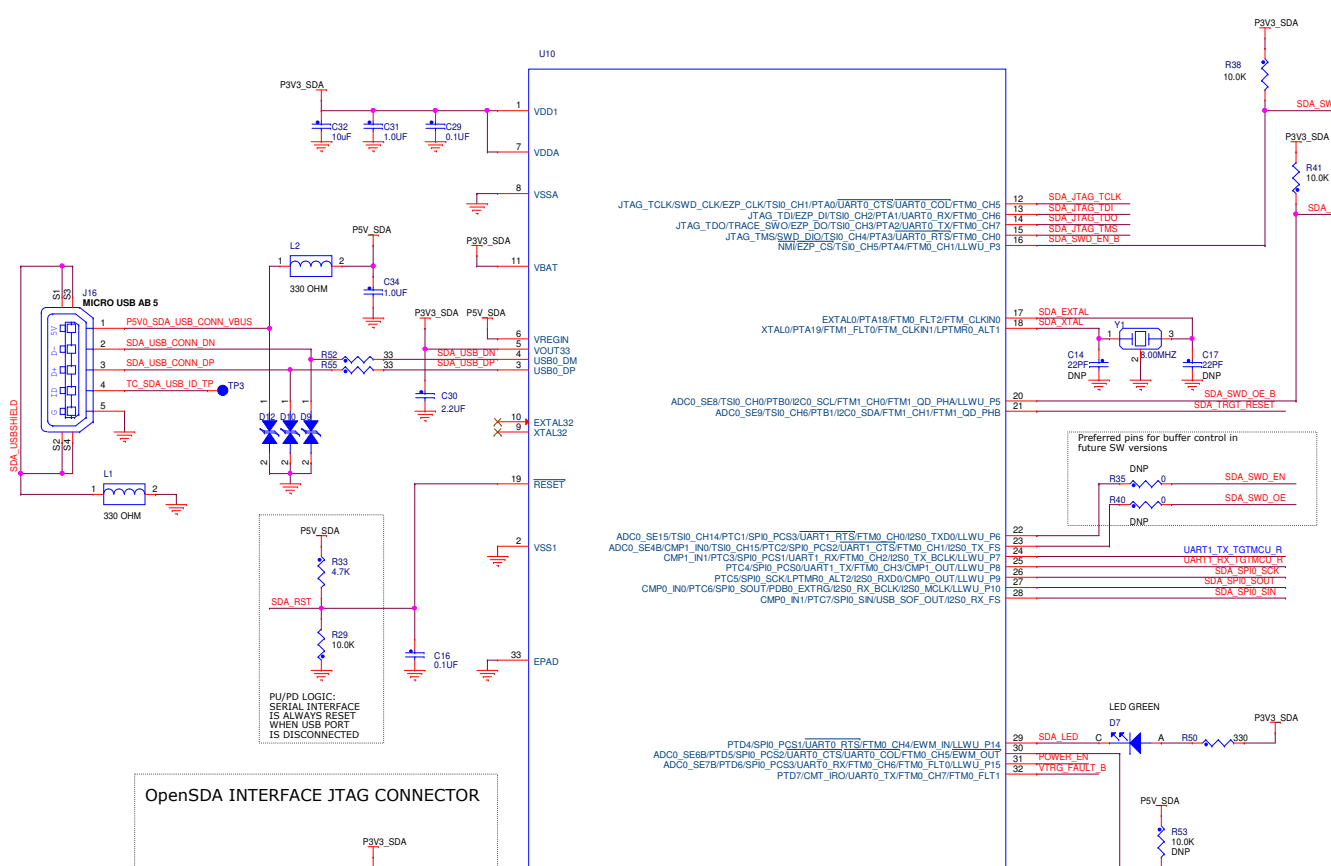 P3V3_SDA
U10
R38
10.0K
SDA_SW
P3V3_SDA
C32
10uF
C31
1.0UF
C29
0.1UF
1
VDD1
7
VDDA
8
VSSA
P3V3_SDA
R41
10.0K
SDA_
JTAG_TCLK/SWD_CLK/EZP_CLK/TSI0_CH1/PTA0/UART0_CTS/UART0_COL/FTM0_CH5
12
SDA_JTAG_TCLK
JTAG_TDI/EZP_DI/TSI0_CH2/PTA1/UART0_RX/FTM0_CH6
13
SDA_JTAG_TDI
JTAG_TDO/TRACE_SWO/EZP_DO/TSI0_CH3/PTA2/UART0_TX/FTM0_CH7
14
SDA_JTAG_TDO
JTAG_TMS/SWD_DIO/TSI0_CH4/PTA3/UART0_RTS/FTM0_CH0
15
SDA_JTAG_TMS
NMI/EZP_CS/TSI0_CH5/PTA4/FTM0_CH1/LLWU_P3
16
SDA_SWD_EN_B
P5V_SDA
L2
1
2
330 OHM
C34
1.0UF
P3V3_SDA
11
VBAT
J16
MICRO USB AB 5
S1
S3
5V
D-
D+
ID
G
S2
S4
1
P5V0_SDA_USB_CONN_VBUS
2
SDA_USB_CONN_DN
3
SDA_USB_CONN_DP
4
TC_SDA_USB_ID_TP
TP3
5
SDA_USBSHIELD
L1
1
2
330 OHM
P3V3_SDA
P5V_SDA
6
VREGIN
5
VOUT33
R52
33
SDA_USB_DN
4
USB0_DM
R55
33
SDA_USB_DP
3
USB0_DP
C30
2.2UF
D12
D10
D9
1
1
1
2
2
2
10
EXTAL32
9
XTAL32
EXTAL0/PTA18/FTM0_FLT2/FTM_CLKIN0
17
SDA_EXTAL
XTAL0/PTA19/FTM1_FLT0/FTM_CLKIN1/LPTMR0_ALT1
18
SDA_XTAL
Y1
1
3
2
8.00MHZ
C14
22PF
DNP
C17
22PF
DNP
ADC0_SE8/TSI0_CH0/PTB0/I2C0_SCL/FTM1_CH0/FTM1_QD_PHA/LLWU_P5
20
SDA_SWD_OE_B
ADC0_SE9/TSI0_CH6/PTB1/I2C0_SDA/FTM1_CH1/FTM1_QD_PHB
21
SDA_TRGT_RESET
Preferred pins for buffer control in
future SW versions
DNP
R35
0
SDA_SWD_EN
R40
0
SDA_SWD_OE
DNP
19
RESET
2
VSS1
P5V_SDA
R33
4.7K
SDA_RST
R29
10.0K
C16
0.1UF
33
EPAD
PU/PD LOGIC:
SERIAL INTERFACE
IS ALWAYS RESET
WHEN USB PORT
IS DISCONNECTED
ADC0_SE15/TSI0_CH14/PTC1/SPI0_PCS3/UART1_RTS/FTM0_CH0/I2S0_TXD0/LLWU_P6
22
ADC0_SE4B/CMP1_IN0/TSI0_CH15/PTC2/SPI0_PCS2/UART1_CTS/FTM0_CH1/I2S0_TX_FS
23
CMP1_IN1/PTC3/SPI0_PCS1/UART1_RX/FTM0_CH2/I2S0_TX_BCLK/LLWU_P7
24
UART1_TX_TGTMCU_R
PTC4/SPI0_PCS0/UART1_TX/FTM0_CH3/CMP1_OUT/LLWU_P8
25
UART1_RX_TGTMCU_R
PTC5/SPI0_SCK/LPTMR0_ALT2/I2S0_RXD0/CMP0_OUT/LLWU_P9
26
SDA_SPI0_SCK
CMP0_IN0/PTC6/SPI0_SOUT/PDB0_EXTRG/I2S0_RX_BCLK/I2S0_MCLK/LLWU_P10
27
SDA_SPI0_SOUT
CMP0_IN1/PTC7/SPI0_SIN/USB_SOF_OUT/I2S0_RX_FS
28
SDA_SPI0_SIN
LED GREEN
D7
C
A
R50
330
P3V3_SDA
PTD4/SPI0_PCS1/UART0_RTS/FTM0_CH4/EWM_IN/LLWU_P14
29
SDA_LED
ADC0_SE6B/PTD5/SPI0_PCS2/UART0_CTS/UART0_COL/FTM0_CH5/EWM_OUT
30
ADC0_SE7B/PTD6/SPI0_PCS3/UART0_RX/FTM0_CH6/FTM0_FLT0/LLWU_P15
31
POWER_EN
PTD7/CMT_IRO/UART0_TX/FTM0_CH7/FTM0_FLT1
32
VTRG_FAULT_B
P5V_SDA
R53
10.0K
DNP
OpenSDA INTERFACE JTAG CONNECTOR
P3V3_SDA